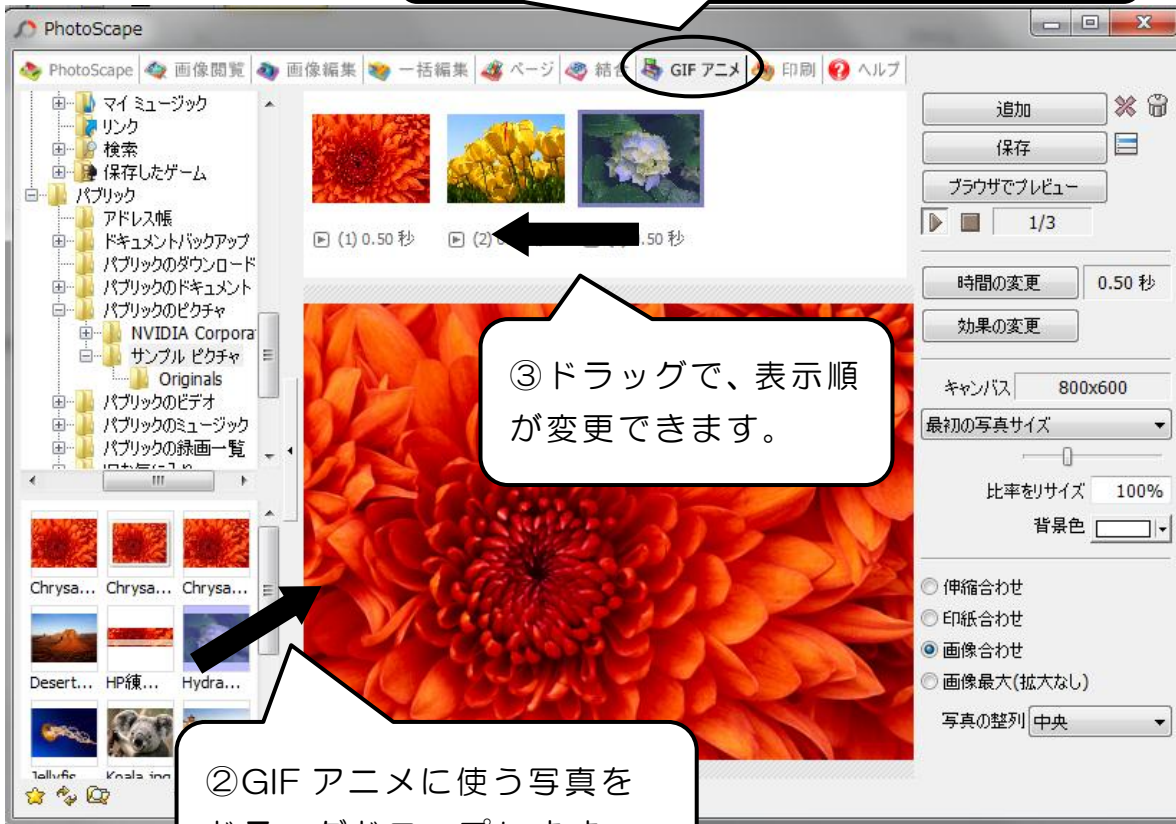 PhotoScape
PhotoScape 画像閲覧 画像編集 一括編集 ページ 結合 GIF アニメ 印刷 ヘルプ
マイ ミュージック
リンク
検索
保存したゲーム
パブリック
アドレス帳
ドキュメントバックアップ
パブリックのダウンロード
パブリックのドキュメント
パブリックのピクチャ
NVIDIA Corpora
サンプル ピクチャ
Originals
パブリックのビデオ
パブリックのミュージック
パブリックの録画一覧
(1) 0.50 秒 (2) .50 秒
追加
保存
ブラウザでプレビュー
1/3
時間の変更 0.50 秒
効果の変更
キャンバス 800x600
最初の写真サイズ
比率をリサイズ 100%
背景色
伸縮合わせ
印紙合わせ
画像合わせ
画像最大(拡大なし)
写真の整列 中央
③ドラッグで、表示順
が変更できます。
Chrysa... Chrysa... Chrysa...
Desert... HP練... Hydra...
②GIF アニメに使う写真を